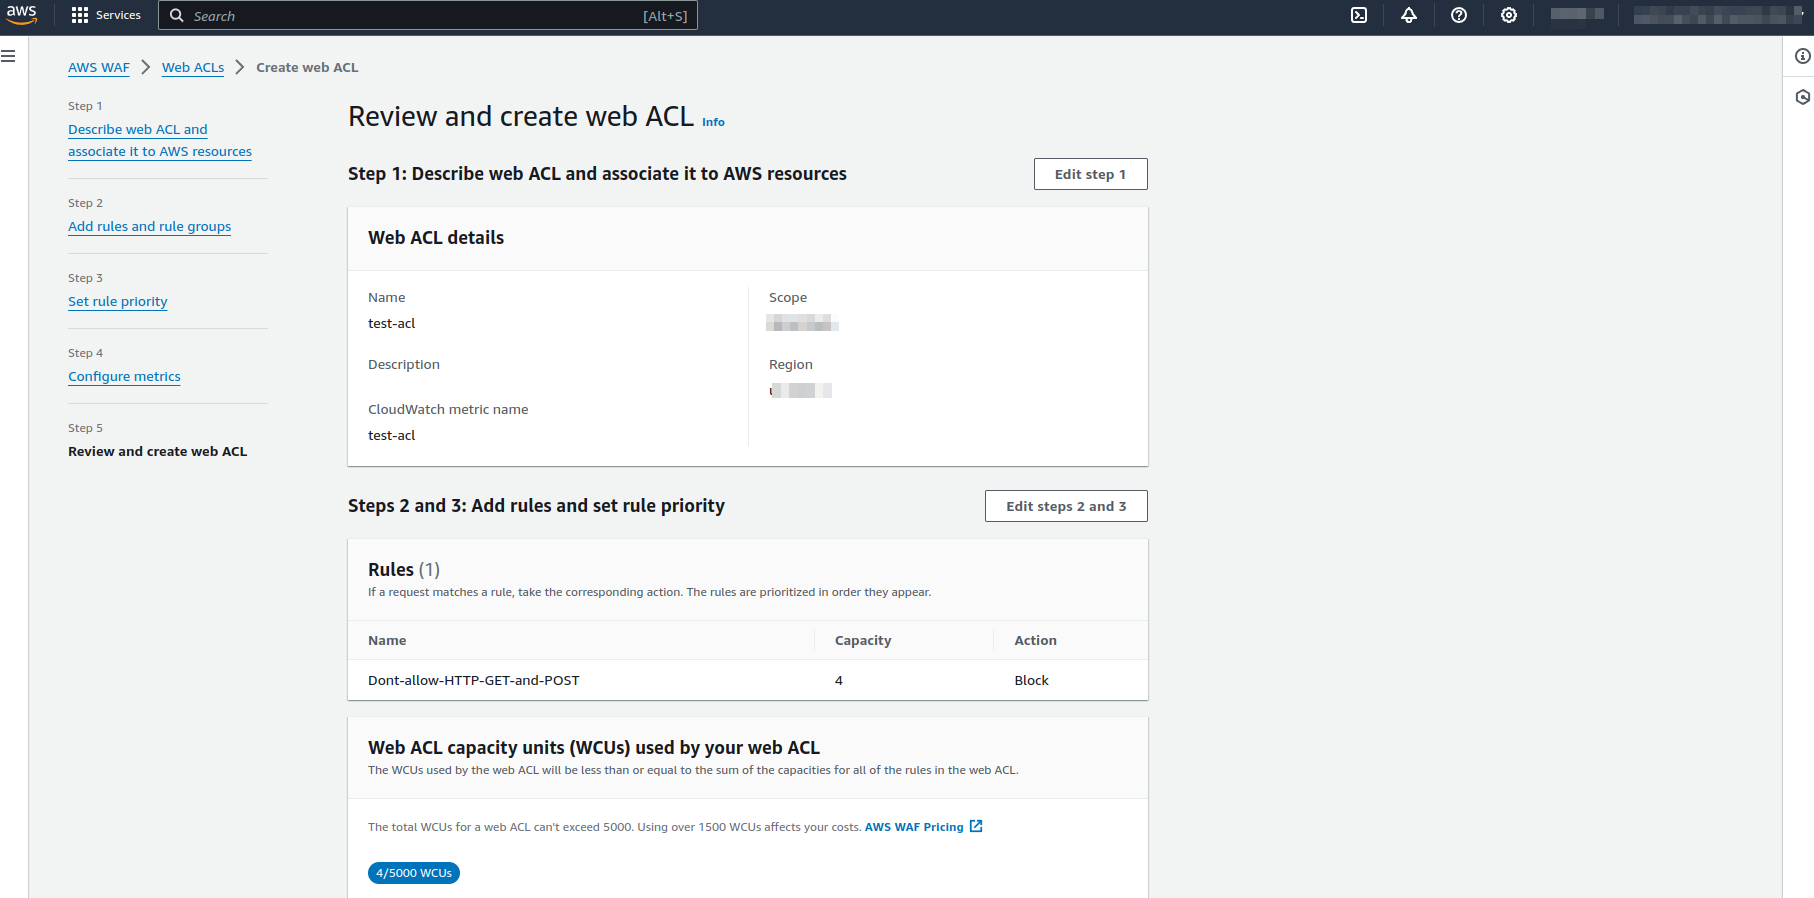 aws Services Search [Alt+S]
AWS WAF > Web ACLs > Create web ACL
Step 1
Describe web ACL and
associate it to AWS resources
Step 2
Add rules and rule groups
Step 3
Set rule priority
Step 4
Configure metrics
Step 5
Review and create web ACL
Review and create web ACL Info
Step 1: Describe web ACL and associate it to AWS resources Edit step 1
Web ACL details
Name
test-acl
Description
CloudWatch metric name
test-acl
Scope
Region
Steps 2 and 3: Add rules and set rule priority Edit steps 2 and 3
Rules (1)
If a request matches a rule, take the corresponding action. The rules are prioritized in order they appear.
Name Capacity Action
Dont-allow-HTTP-GET-and-POST 4 Block
Web ACL capacity units (WCUs) used by your web ACL
The WCUs used by the web ACL will be less than or equal to the sum of the capacities for all of the rules in the web ACL.
The total WCUs for a web ACL can't exceed 5000. Using over 1500 WCUs affects your costs. AWS WAF Pricing
4/5000 WCUs